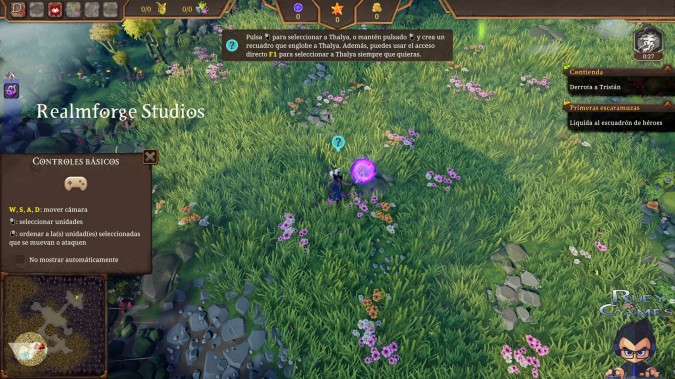 0/0
0/0
0
0
0
Pulsa para seleccionar a Thalya, o mantén pulsado y crea un
recuadro que englobe a Thalya. Además, puedes usar el acceso
directo F1 para seleccionar a Thalya siempre que quieras.
0:27
Contienda
Derrota a Tristán
Primeras escaramuzas
Liquida al escuadrón de héroes
Realmforge Studios
CONTROLES BÁSICOS
W, S, A, D: mover cámara
: seleccionar unidades
: ordenar a la(s) unidad(es) seleccionadas
que se muevan o ataquen
No mostrar automáticamente
RUBY
GAMES